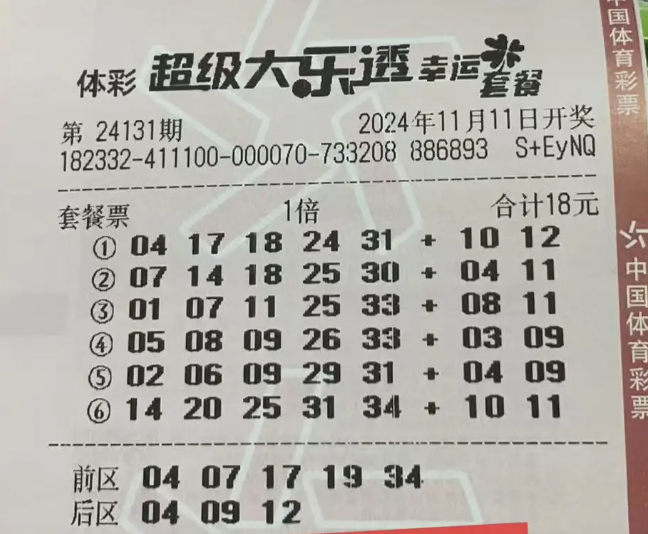 体彩 超级大乐透 幸运套餐
第 24131期 2024年11月11日开奖
182332-411100-000070-733208 886893 S+EyNQ
套餐票 1倍 合计18元
① 04 17 18 24 31 + 10 12
② 07 14 18 25 30 + 04 11
③ 01 07 11 25 33 + 08 11
④ 05 08 09 26 33 + 03 09
⑤ 02 06 09 29 31 + 04 09
⑥ 14 20 25 31 34 + 10 11
前区 04 07 17 19 34
后区 04 09 12
中国体育彩票
中国体育彩票